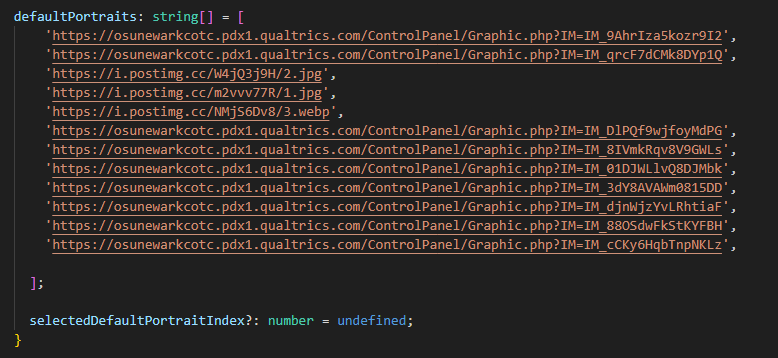 defaultPortraits: string[] = [
'https://osunewarkcotc.pdx1.qualtrics.com/ControlPanel/Graphic.php?IM=IM_9AhrIza5kozr9I2',
'https://osunewarkcotc.pdx1.qualtrics.com/ControlPanel/Graphic.php?IM=IM_qrcF7dCMk8DYp1Q',
'https://i.postimg.cc/W4jQ3j9H/2.jpg',
'https://i.postimg.cc/m2vvv77R/1.jpg',
'https://i.postimg.cc/NMjS6Dv8/3.webp',
'https://osunewarkcotc.pdx1.qualtrics.com/ControlPanel/Graphic.php?IM=IM_DlPQf9wjfoyMdPG',
'https://osunewarkcotc.pdx1.qualtrics.com/ControlPanel/Graphic.php?IM=IM_8IVmkRqv8V9GWLs',
'https://osunewarkcotc.pdx1.qualtrics.com/ControlPanel/Graphic.php?IM=IM_01DJWLlvQ8DJMbk',
'https://osunewarkcotc.pdx1.qualtrics.com/ControlPanel/Graphic.php?IM=IM_3dY8AVAWm0815DD',
'https://osunewarkcotc.pdx1.qualtrics.com/ControlPanel/Graphic.php?IM=IM_djnWjzYvLRhtiaF',
'https://osunewarkcotc.pdx1.qualtrics.com/ControlPanel/Graphic.php?IM=IM_88OSdwFkStKYFBH',
'https://osunewarkcotc.pdx1.qualtrics.com/ControlPanel/Graphic.php?IM=IM_cCKy6HqbTnpNKLz',
];
selectedDefaultPortraitIndex?: number = undefined;
}